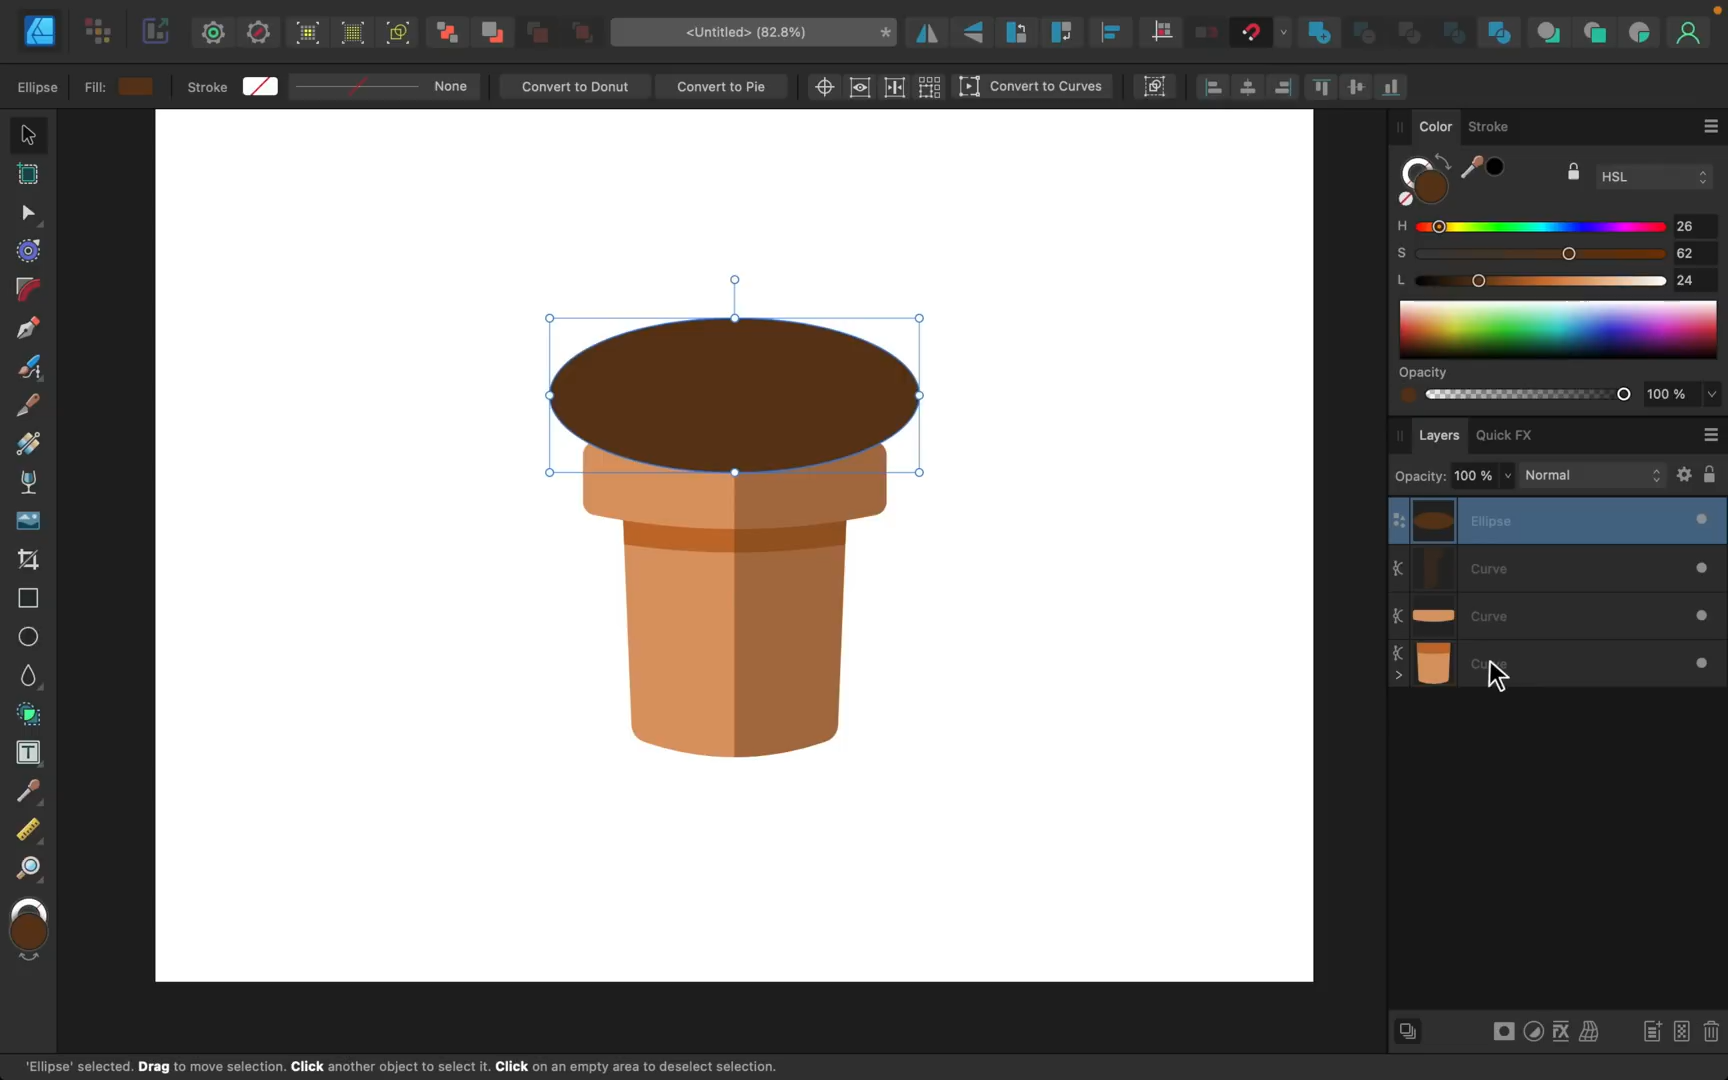 <Untitled> (82.8%)
*
Ellipse
Fill:
Stroke
None
Convert to Donut
Convert to Pie
Convert to Curves
Color
Stroke
HSL
H
26
S
62
L
24
Opacity
100 %
Layers
Quick FX
Opacity:
100 %
Normal
Ellipse
Curve
Curve
Curve
'Ellipse' selected. Drag to move selection. Click another object to select it. Click on an empty area to deselect selection.